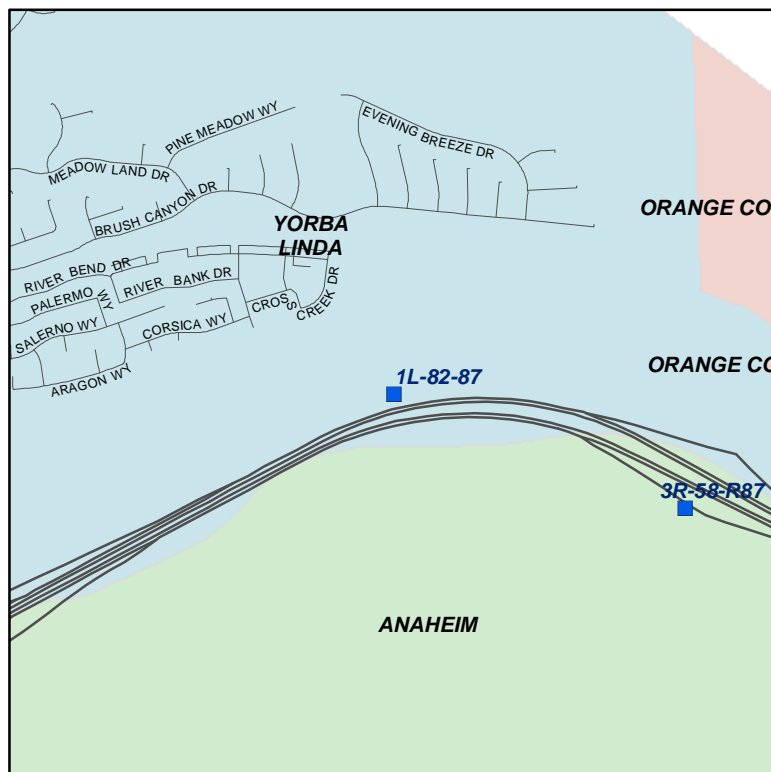 PINE MEADOW WY
EVENING BREEZE DR
MEADOW LAND DR
BRUSH CANYON DR
ORANGE CO
YORBA
LINDA
RIVER BEND DR
RIVER BANK DR
PALERMO WY
CROSS CREEK DR
SALERNO WY
CORSICA WY
ORANGE CO
ARAGON WY
1L-82-87
3R-58-R87
ANAHEIM